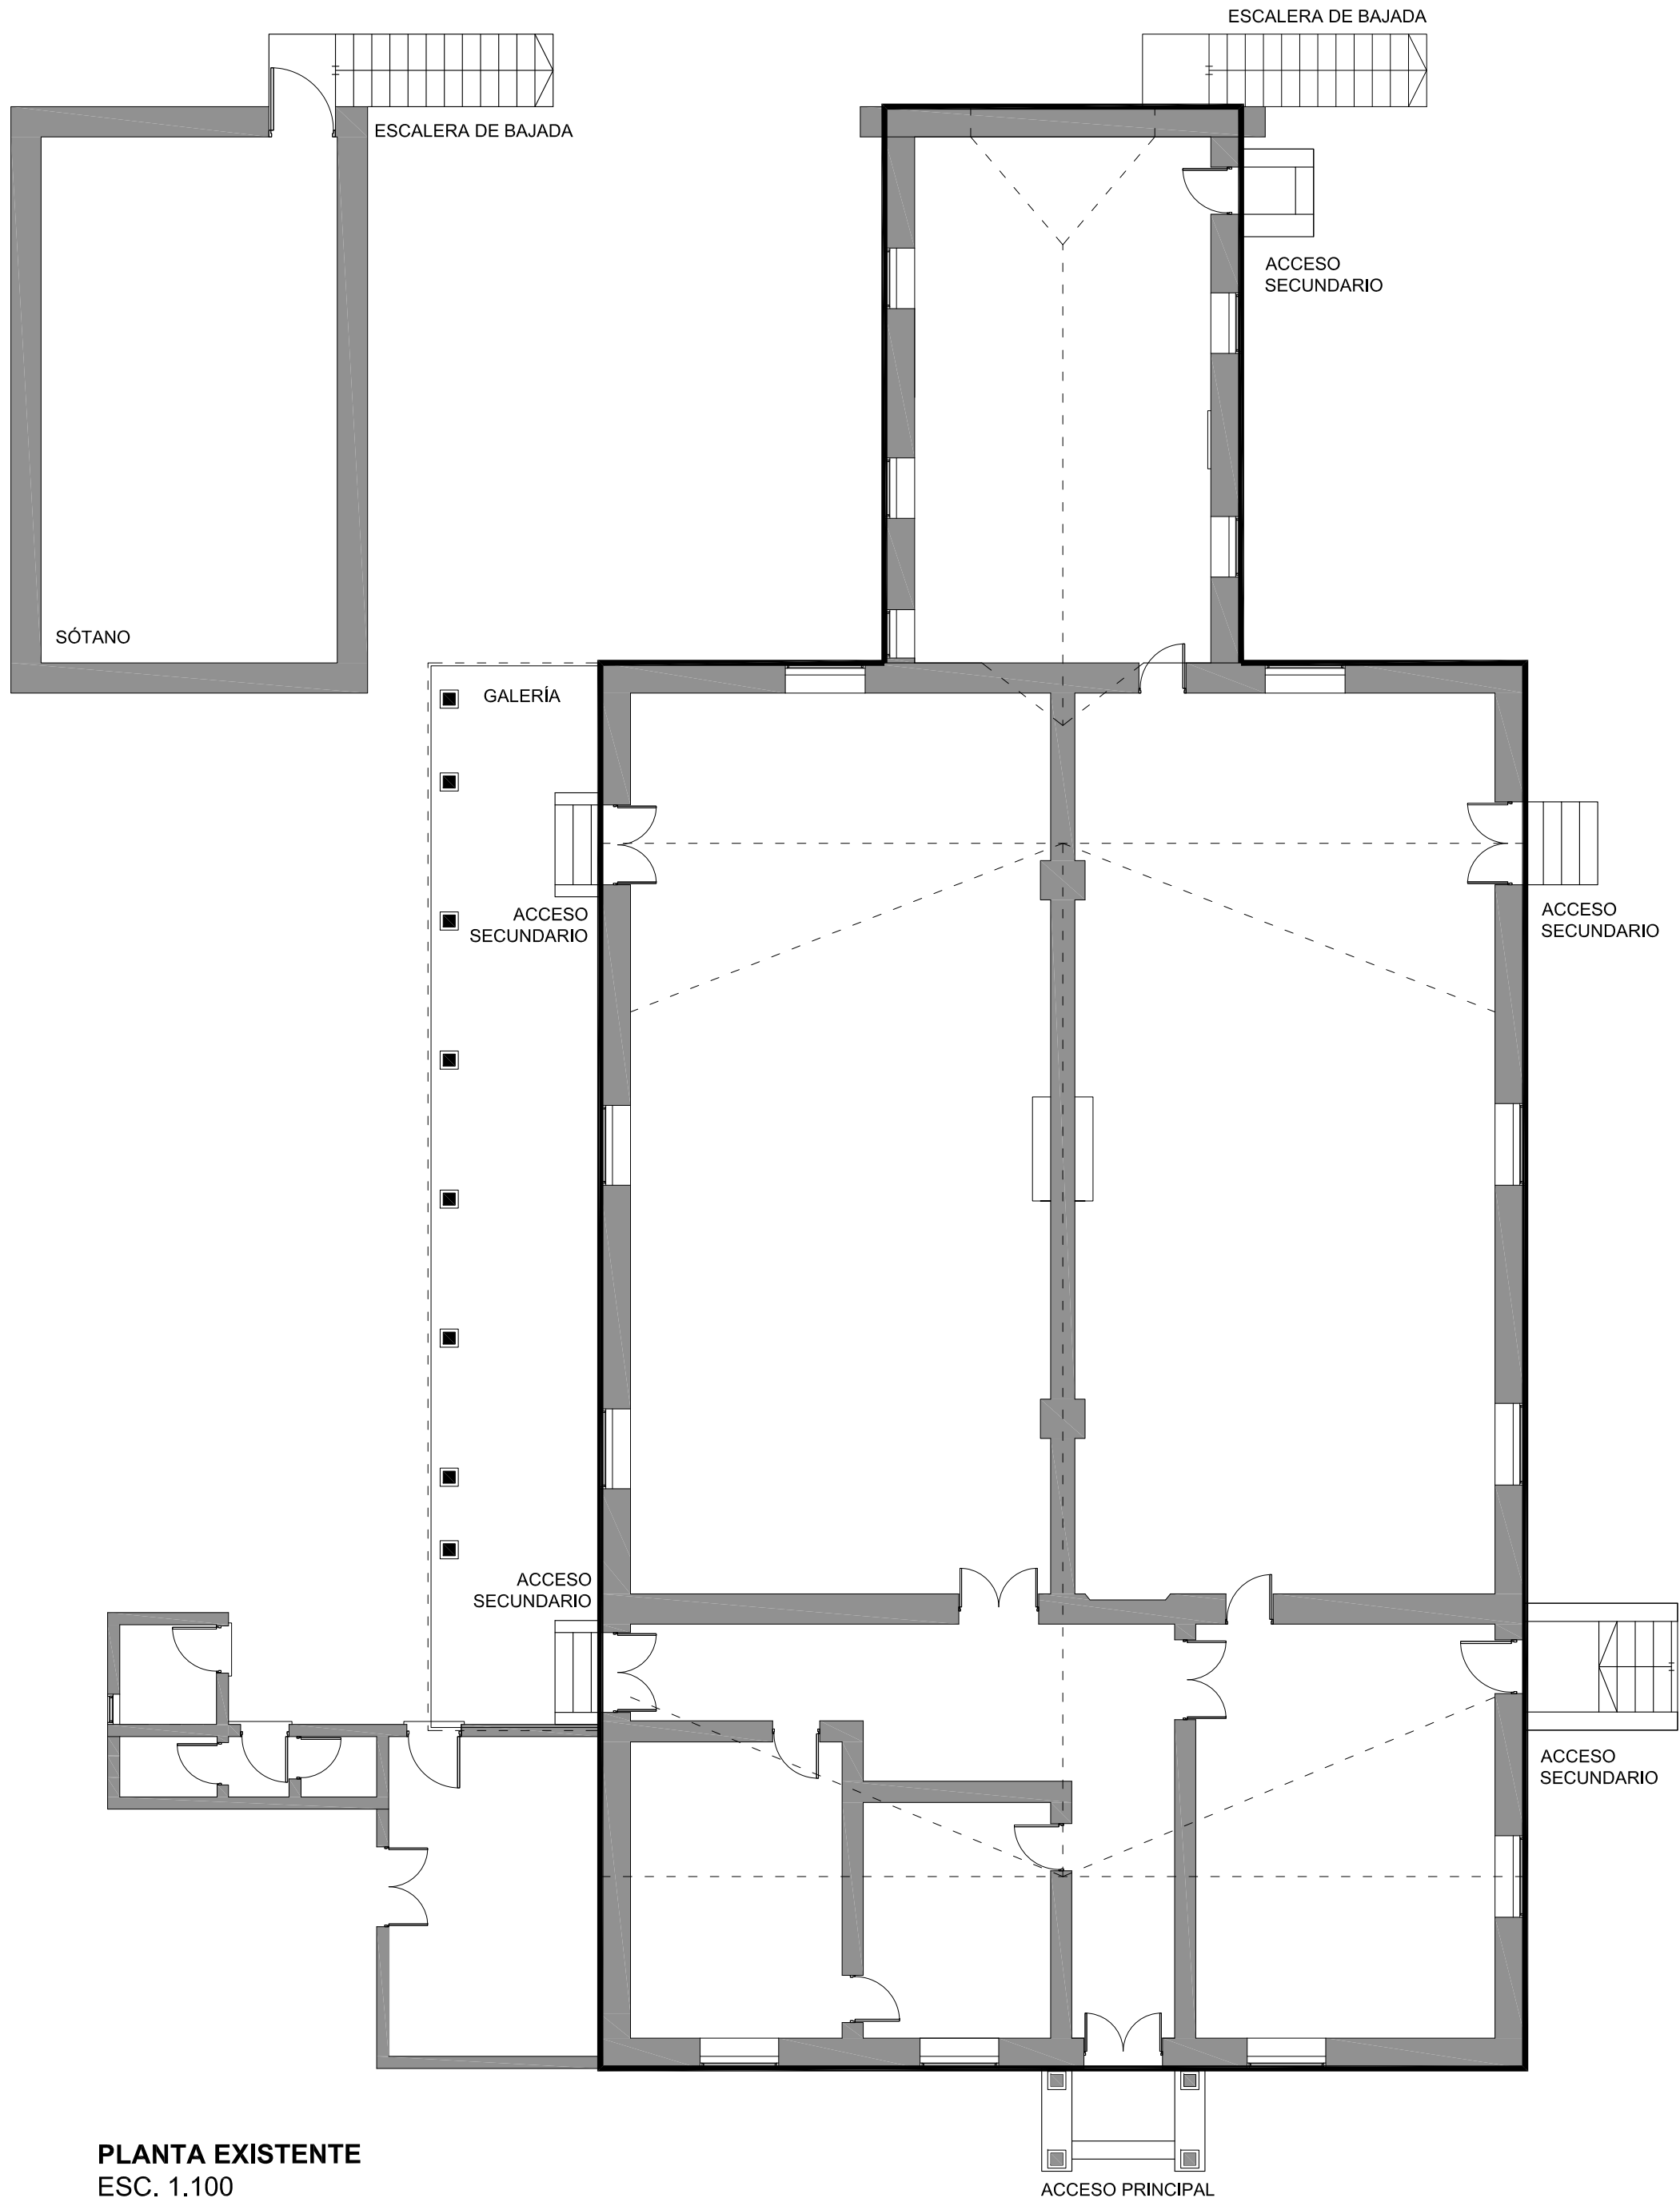 ESCALERA DE BAJADA
ESCALERA DE BAJADA
ACCESO
SECUNDARIO
SÓTANO
GALERÍA
ACCESO
SECUNDARIO
ACCESO
SECUNDARIO
ACCESO
SECUNDARIO
ACCESO
SECUNDARIO
PLANTA EXISTENTE
ESC. 1.100
ACCESO PRINCIPAL